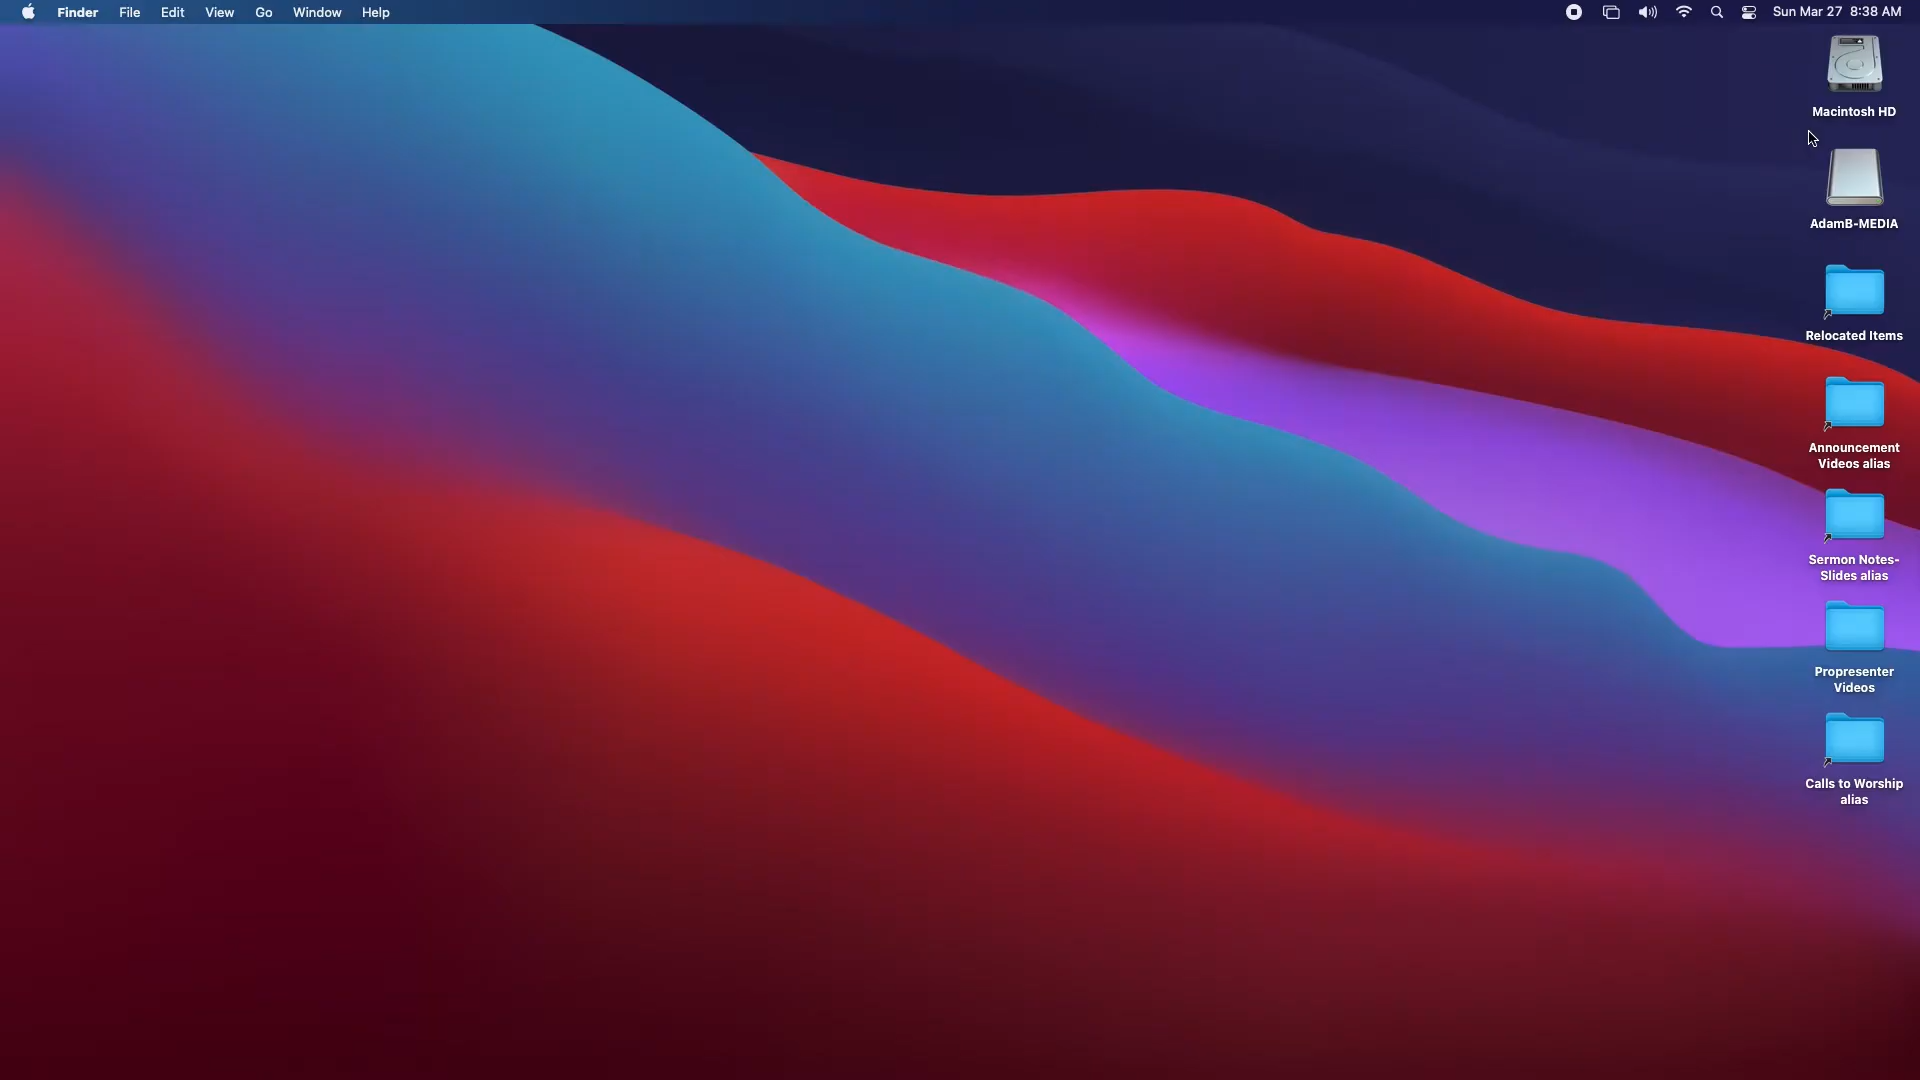 Finder File Edit View Go Window Help Sun Mar 27 8:38 AM
Macintosh HD
AdamB-MEDIA
Relocated Items
Announcement
Videos alias
Sermon Notes-
Slides alias
Propresenter
Videos
Calls to Worship
alias